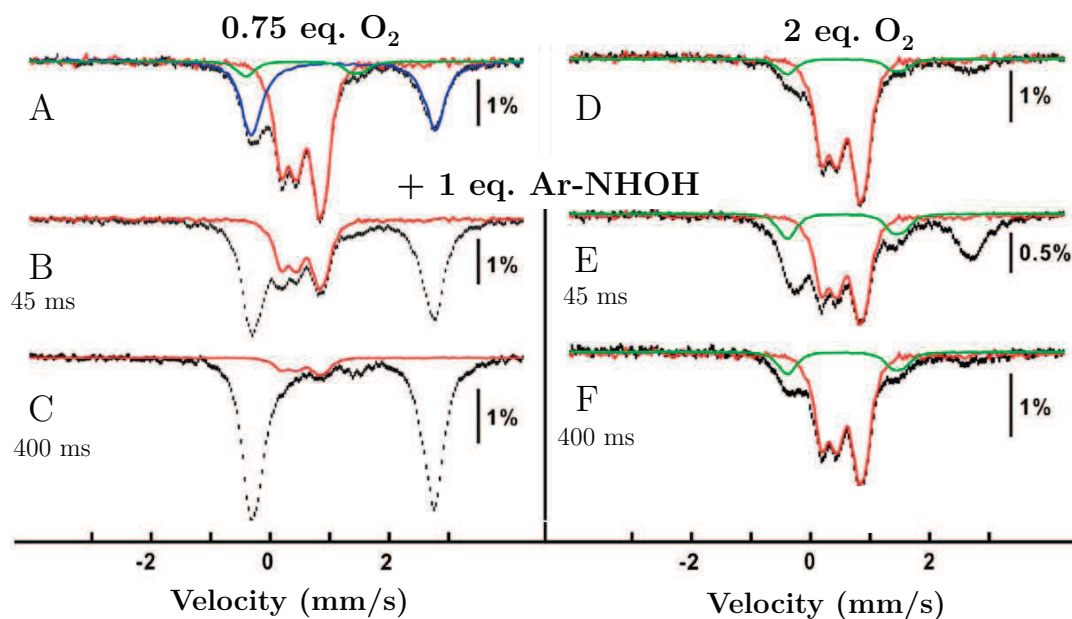 0.75 eq. O₂
2 eq. O₂
A
1%
D
1%
+ 1 eq. Ar-NHOH
B
45 ms
1%
E
45 ms
0.5%
C
400 ms
1%
F
400 ms
1%
-2 0 2
-2 0 2
Velocity (mm/s)
Velocity (mm/s)